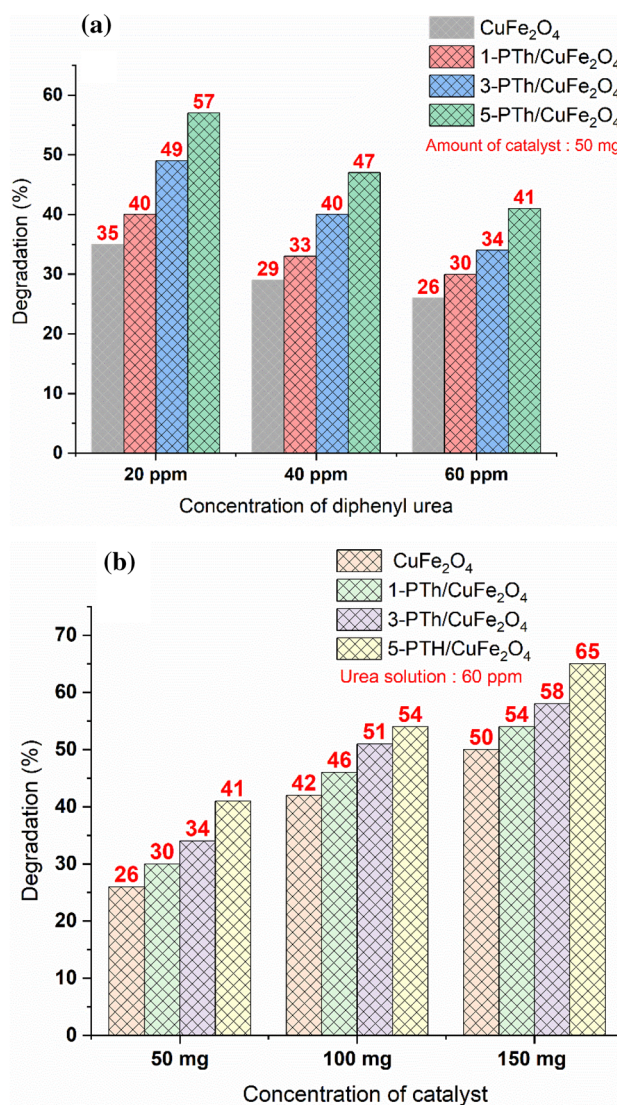 (a)
CuFe₂O₄
1-PTh/CuFe₂O₄
3-PTh/CuFe₂O₄
5-PTh/CuFe₂O₄
Amount of catalyst : 50 mg
Degradation (%)
60
50
40
30
20
10
0
35 40 49 57
29 33 40 47
26 30 34 41
20 ppm 40 ppm 60 ppm
Concentration of diphenyl urea
(b)
CuFe₂O₄
1-PTh/CuFe₂O₄
3-PTh/CuFe₂O₄
5-PTH/CuFe₂O₄
Urea solution : 60 ppm
Degradation (%)
70
60
50
40
30
20
10
0
26 30 34 41
42 46 51 54
50 54 58 65
50 mg 100 mg 150 mg
Concentration of catalyst